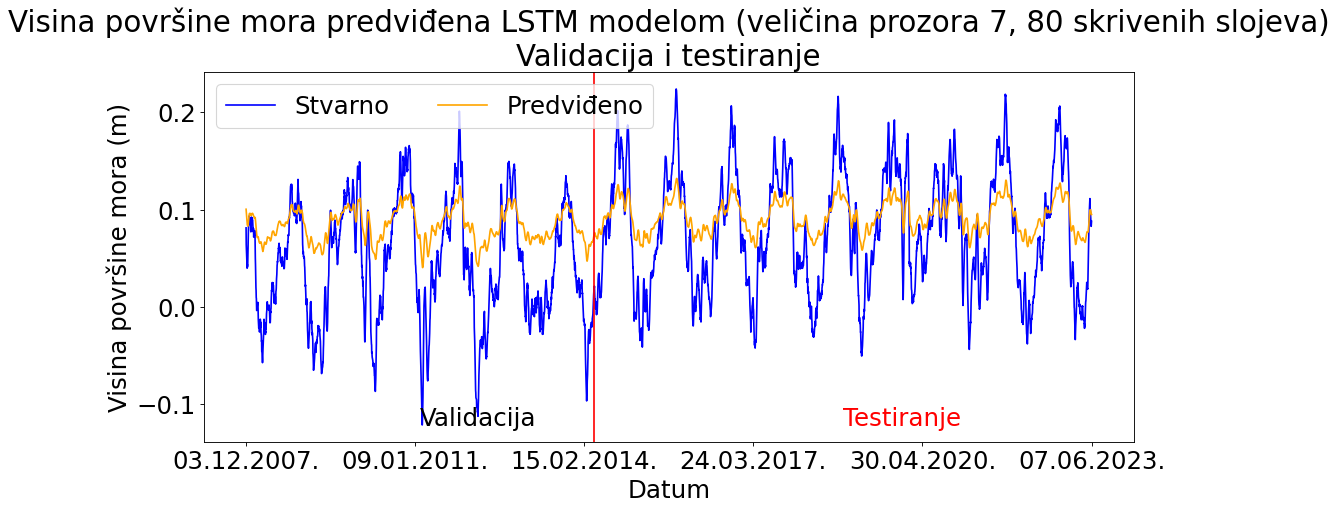 Visina površine mora predviđena LSTM modelom (veličina prozora 7, 80 skrivenih slojeva)
Validacija i testiranje
Stvarno
Predviđeno
Visina površine mora (m)
0.2
0.1
0.0
−0.1
Validacija
Testiranje
03.12.2007.
09.01.2011.
15.02.2014.
24.03.2017.
30.04.2020.
07.06.2023.
Datum